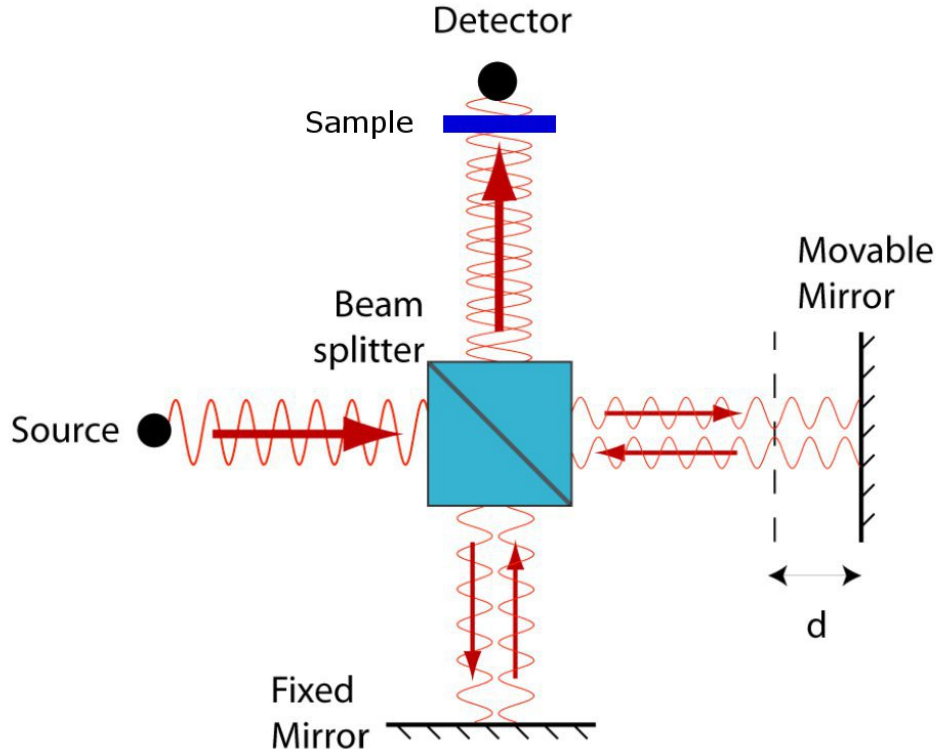 Detector
Sample
Movable
Mirror
Beam
splitter
Source
d
Fixed
Mirror